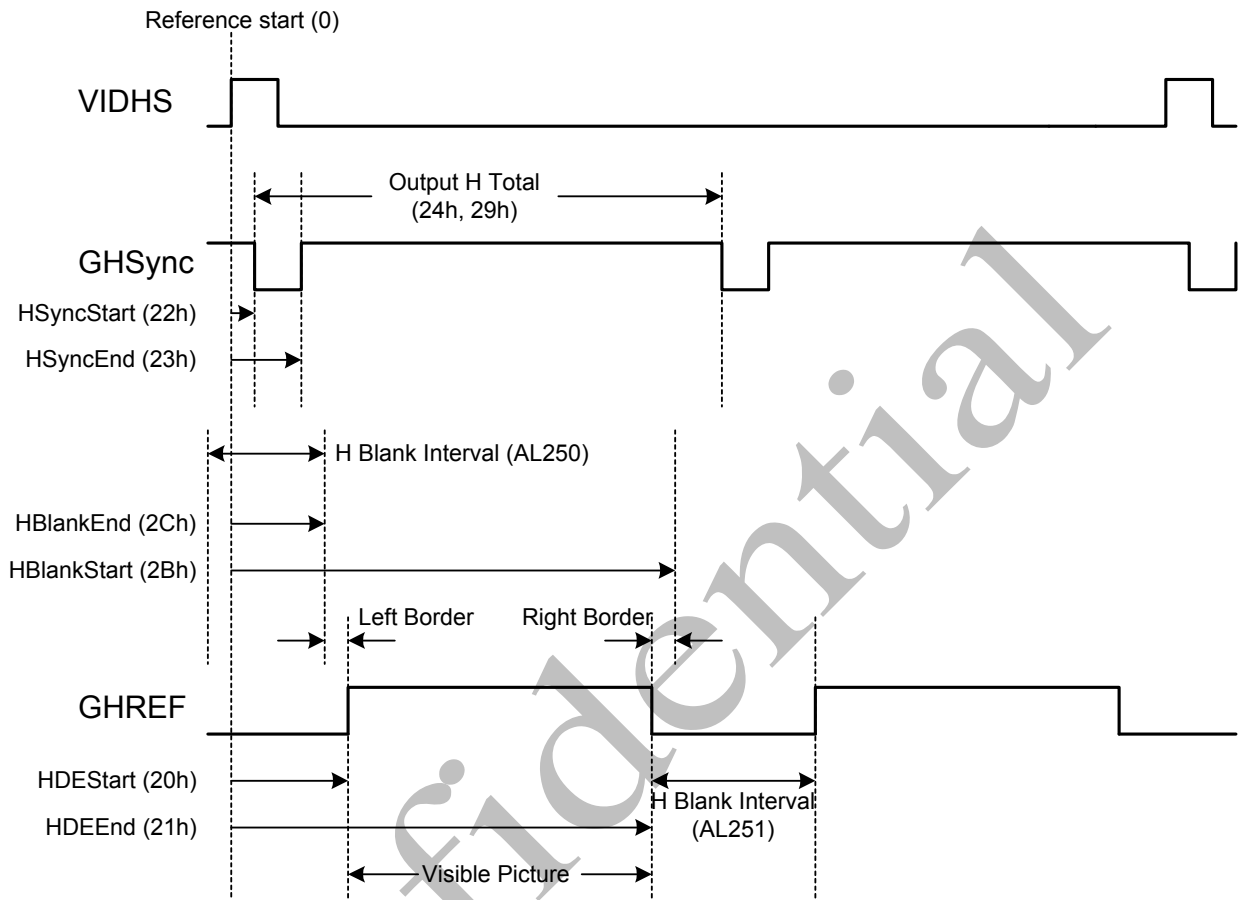 Reference start (0)
VIDHS
Output H Total
(24h, 29h)
GHSync
HSyncStart (22h)
HSyncEnd (23h)
H Blank Interval (AL250)
HBlankEnd (2Ch)
HBlankStart (2Bh)
Left Border
Right Border
GHREF
HDEStart (20h)
H Blank Interval
(AL251)
HDEEnd (21h)
Visible Picture
fidential